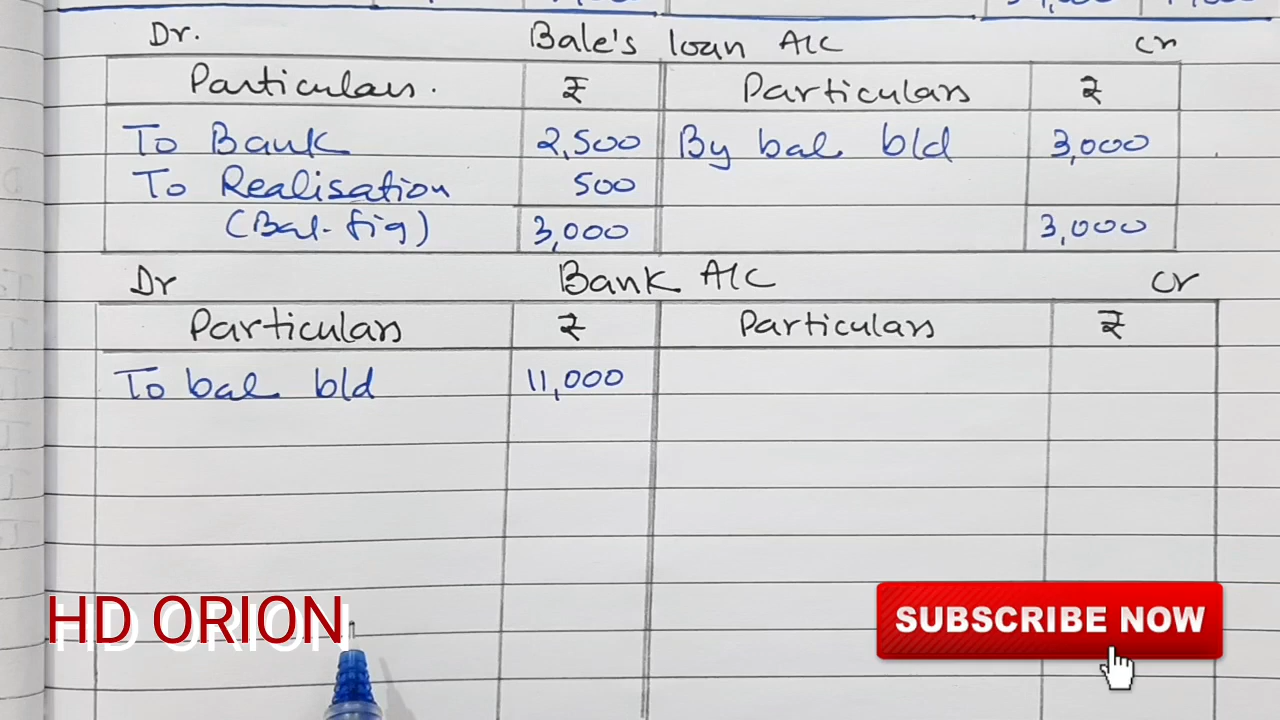 Dr. Bale's loan A/C cr
Particulars. ₹ Particulars ₹
To Bank 2,500 By bal b/d 3,000
To Realisation 500
(Bal-fig) 3,000 3,000
Dr Bank A/C cr
Particulars ₹ Particulars ₹
To bal b/d 11,000
HD ORION
SUBSCRIBE NOW